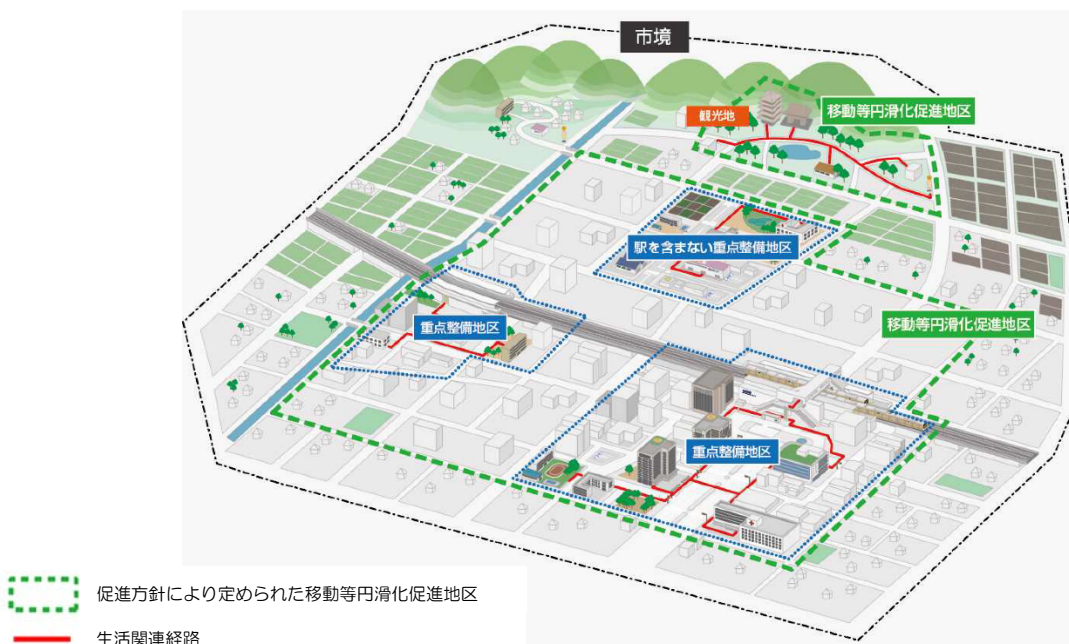 市境
観光地
移動等円滑化促進地区
駅を含まない重点整備地区
移動等円滑化促進地区
重点整備地区
重点整備地区
促進方針により定められた移動等円滑化促進地区
生活関連経路